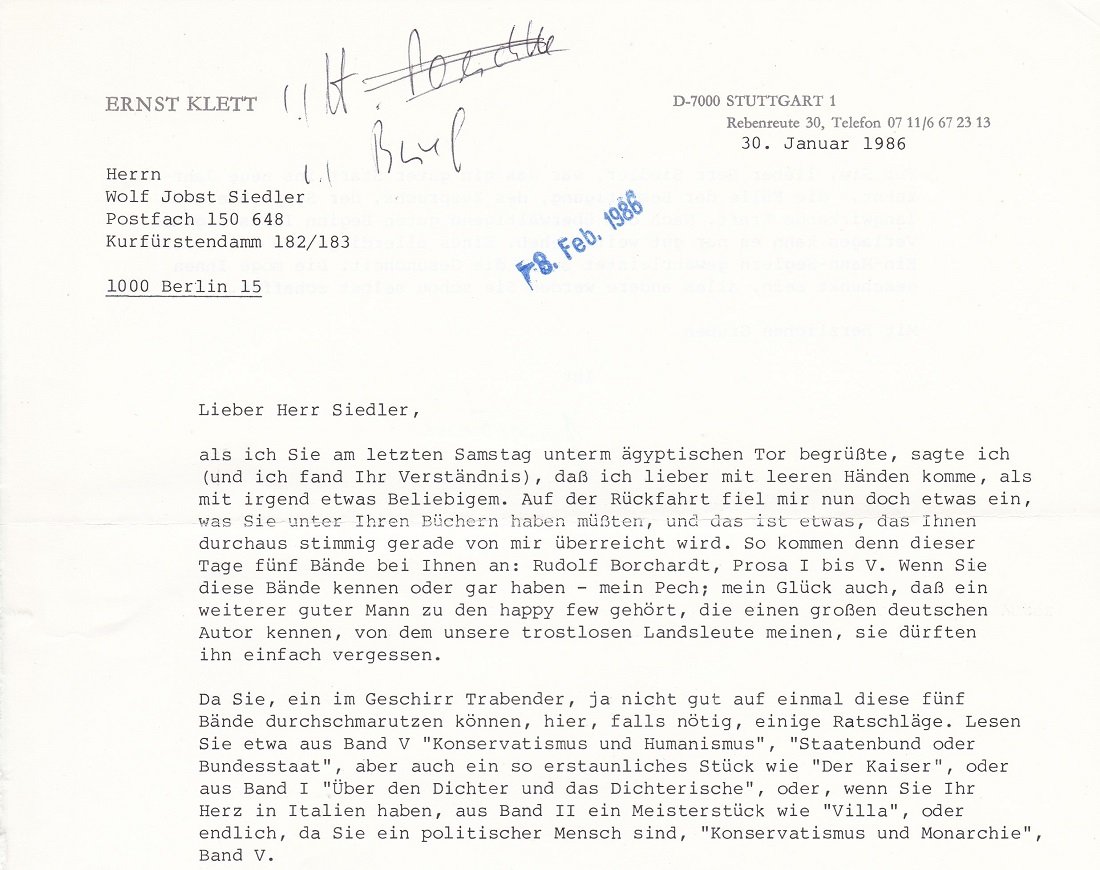 ERNST KLETT
D-7000 STUTTGART 1
Rebenreute 30, Telefon 07 11/6 67 23 13
30. Januar 1986
Herrn
Wolf Jobst Siedler
Postfach 150 648
Kurfürstendamm 182/183
1000 Berlin 15
-8. Feb. 1986
Lieber Herr Siedler,
als ich Sie am letzten Samstag unterm ägyptischen Tor begrüßte, sagte ich
(und ich fand Ihr Verständnis), daß ich lieber mit leeren Händen komme, als
mit irgend etwas Beliebigem. Auf der Rückfahrt fiel mir nun doch etwas ein,
was Sie unter Ihren Büchern haben müßten, und das ist etwas, das Ihnen
durchaus stimmig gerade von mir überreicht wird. So kommen denn dieser
Tage fünf Bände bei Ihnen an: Rudolf Borchardt, Prosa I bis V. Wenn Sie
diese Bände kennen oder gar haben - mein Pech; mein Glück auch, daß ein
weiterer guter Mann zu den happy few gehört, die einen großen deutschen
Autor kennen, von dem unsere trostlosen Landsleute meinen, sie dürften
ihn einfach vergessen.
Da Sie, ein im Geschirr Trabender, ja nicht gut auf einmal diese fünf
Bände durchschmarutzen können, hier, falls nötig, einige Ratschläge. Lesen
Sie etwa aus Band V "Konservatismus und Humanismus", "Staatenbund oder
Bundesstaat", aber auch ein so erstaunliches Stück wie "Der Kaiser", oder
aus Band I "Über den Dichter und das Dichterische", oder, wenn Sie Ihr
Herz in Italien haben, aus Band II ein Meisterstück wie "Villa", oder
endlich, da Sie ein politischer Mensch sind, "Konservatismus und Monarchie",
Band V.